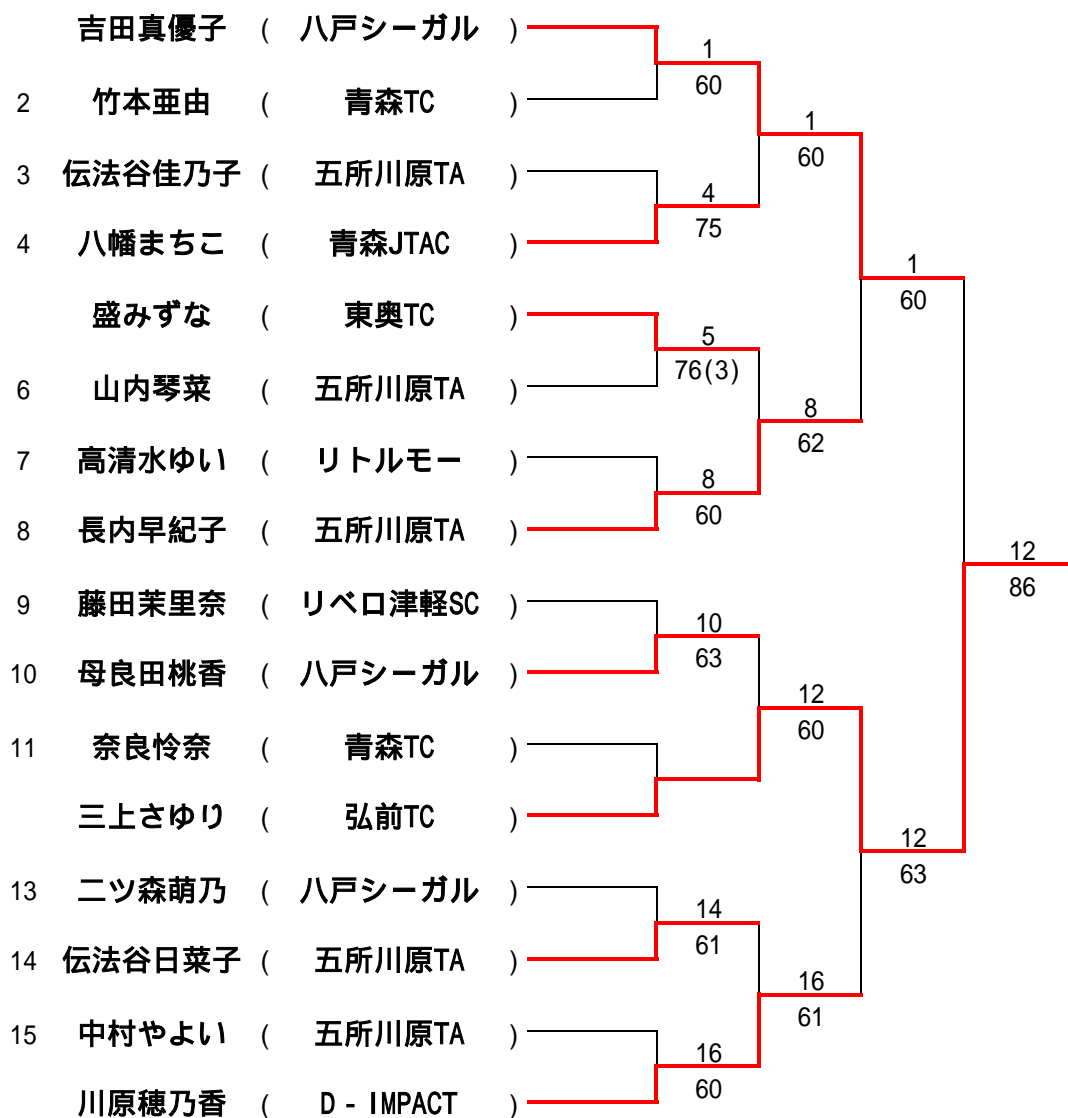 吉田真優子 ( 八戸シーガル )
1
60
2 竹本亜由 ( 青森TC )
1
60
3 伝法谷佳乃子 ( 五所川原TA )
4
75
4 八幡まちこ ( 青森JTAC )
1
60
盛みずな ( 東奥TC )
5
76(3)
6 山内琴菜 ( 五所川原TA )
8
62
7 高清水ゆい ( リトルモー )
8
60
8 長内早紀子 ( 五所川原TA )
12
86
9 藤田茉里奈 ( リベロ津軽SC )
10
63
10 母良田桃香 ( 八戸シーガル )
12
60
11 奈良怜奈 ( 青森TC )
三上さゆり ( 弘前TC )
12
63
13 二ツ森萌乃 ( 八戸シーガル )
14
61
14 伝法谷日菜子 ( 五所川原TA )
16
61
15 中村やよい ( 五所川原TA )
16
60
川原穂乃香 ( D - IMPACT )